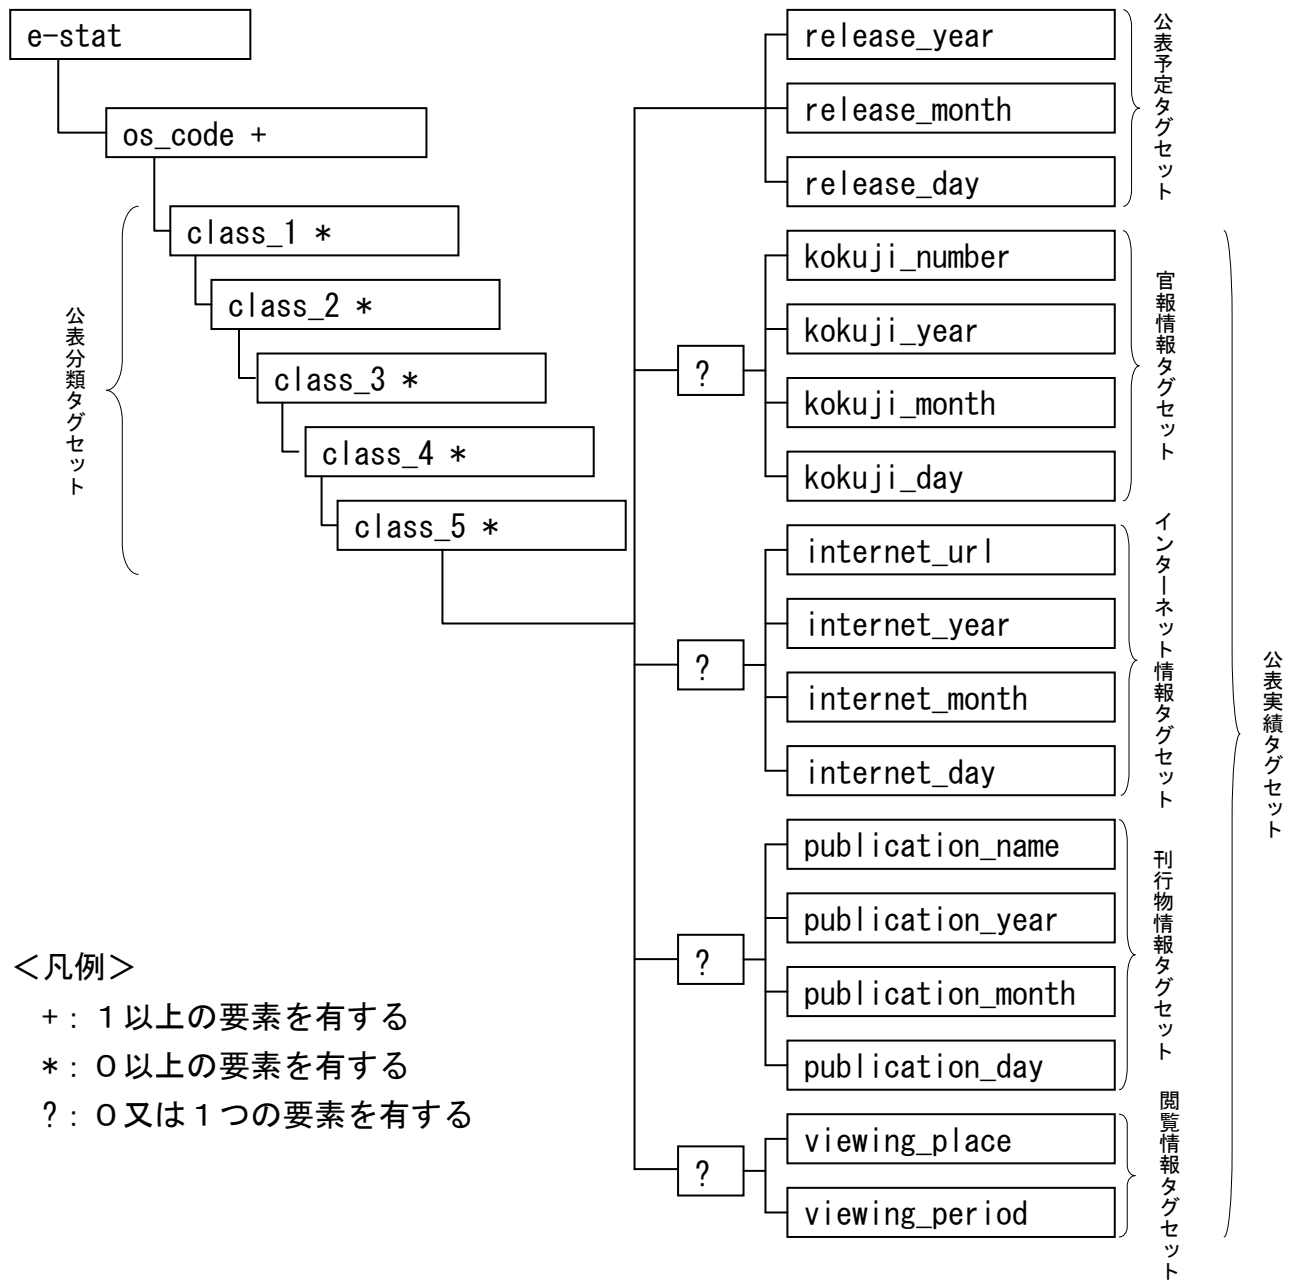 e-stat
os_code +
class_1 *
class_2 *
class_3 *
class_4 *
class_5 *
公表分類タグセット
release_year
release_month
release_day
公表予定タグセット
?
kokuji_number
kokuji_year
kokuji_month
kokuji_day
官報情報タグセット
?
internet_url
internet_year
internet_month
internet_day
インターネット情報タグセット
?
publication_name
publication_year
publication_month
publication_day
刊行物情報タグセット
?
viewing_place
viewing_period
閲覧情報タグセット
公表実績タグセット
＜凡例＞
+：１以上の要素を有する
*：０以上の要素を有する
?：０又は１つの要素を有する